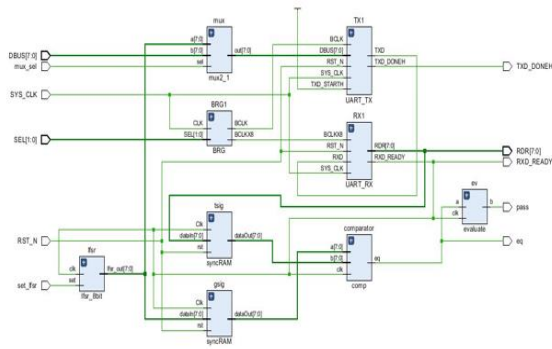 mux
a[7:0]
b[7:0]
sel
out[7:0]
mux2_1
TX1
BCLK
DBUS[7:0]
RST_N
SYS_CLK
TXD_STARTH
TXD
TXD_DONEH
UART_TX
DBUS[7:0]
mux_sel
SYS_CLK
SEL[1:0]
RST_N
set_lfsr
BRG1
CLK
SEL[1:0]
BCLK
BCLKX8
BRG
RX1
BCLKX8
RST_N
RXD
SYS_CLK
RDR[7:0]
RXD_READY
UART_RX
TXD_DONEH
RDR[7:0]
RXD_READY
pass
eq
ev
a
clk
b
evaluate
tsig
Clk
dataIn[7:0]
rst
dataOut[7:0]
syncRAM
comparator
a[7:0]
b[7:0]
clk
eq
comp
lfsr
clk
set
lfsr_out[7:0]
lfsr_8bit
gsig
Clk
dataIn[7:0]
rst
dataOut[7:0]
syncRAM